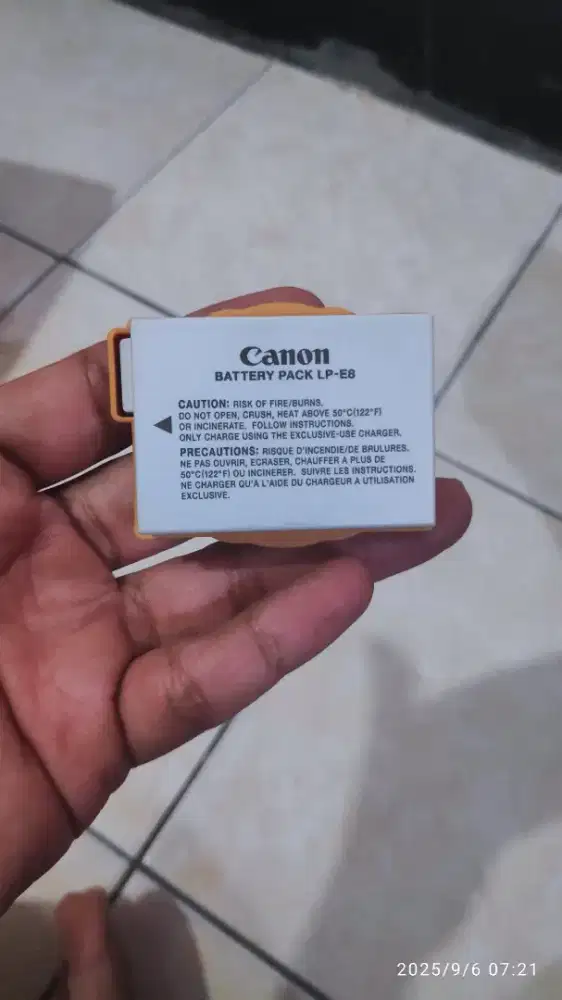 Canon
BATTERY PACK LP-E8
CAUTION: RISK OF FIRE/BURNS.
DO NOT OPEN, CRUSH, HEAT ABOVE 50°C(122°F)
OR INCINERATE. FOLLOW INSTRUCTIONS.
ONLY CHARGE USING THE EXCLUSIVE-USE CHARGER.
PRECAUTIONS: RISQUE D'INCENDIE/DE BRULURES.
NE PAS OUVRIR, ECRASER, CHAUFFER A PLUS DE
50°C(122°F) OU INCINERER. SUIVRE LES INSTRUCTIONS.
NE CHARGER QU'A L'AIDE DU CHARGEUR A UTILISATION
EXCLUSIVE.
2025/9/6 07:21